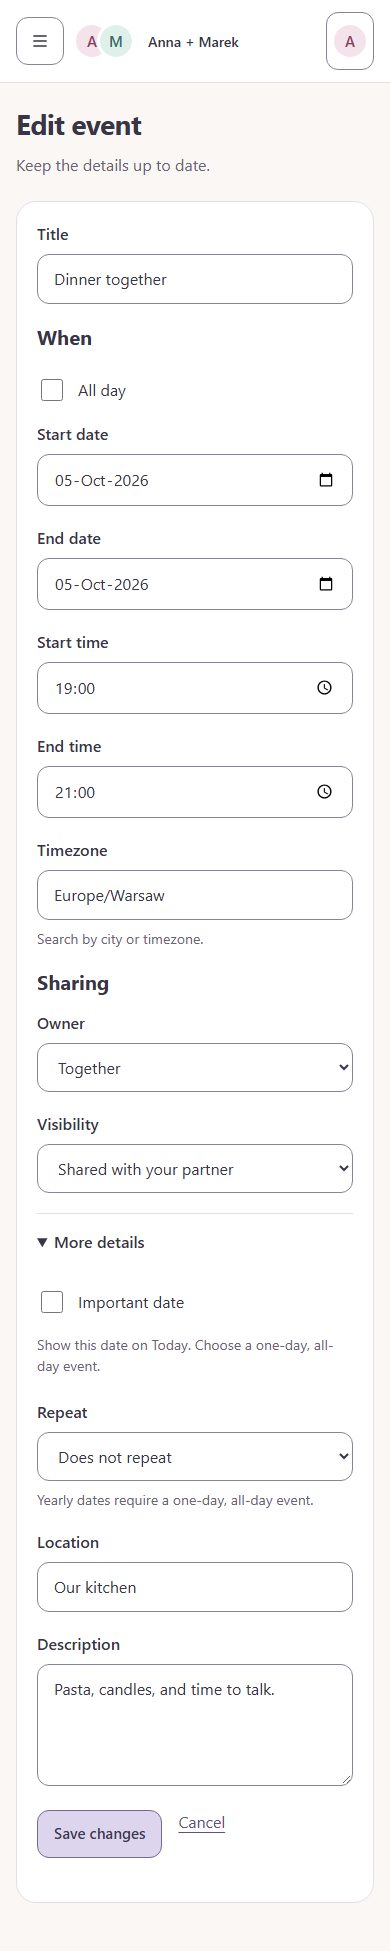 A M Anna + Marek A
Edit event
Keep the details up to date.
Title
Dinner together
When
All day
Start date
05-Oct-2026
End date
05-Oct-2026
Start time
19:00
End time
21:00
Timezone
Europe/Warsaw
Search by city or timezone.
Sharing
Owner
Together
Visibility
Shared with your partner
More details
Important date
Show this date on Today. Choose a one-day, all-
day event.
Repeat
Does not repeat
Yearly dates require a one-day, all-day event.
Location
Our kitchen
Description
Pasta, candles, and time to talk.
Save changes Cancel